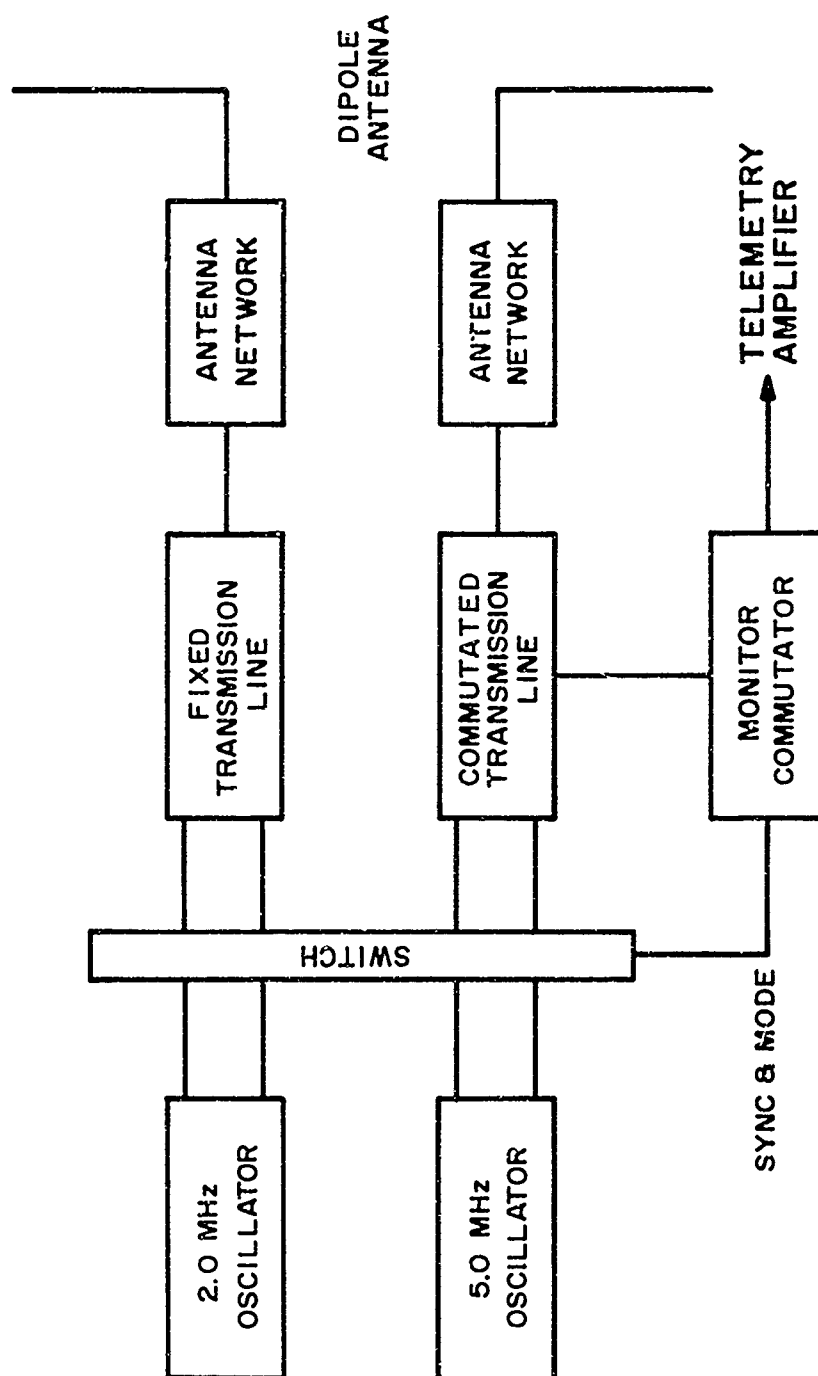 2.0 MHz
OSCILLATOR
5.0 MHz
OSCILLATOR
SWITCH
SYNC & MODE
FIXED
TRANSMISSION
LINE
COMMUTATED
TRANSMISSION
LINE
MONITOR
COMMUTATOR
ANTENNA
NETWORK
ANTENNA
NETWORK
DIPOLE
ANTENNA
TELEMETRY
AMPLIFIER